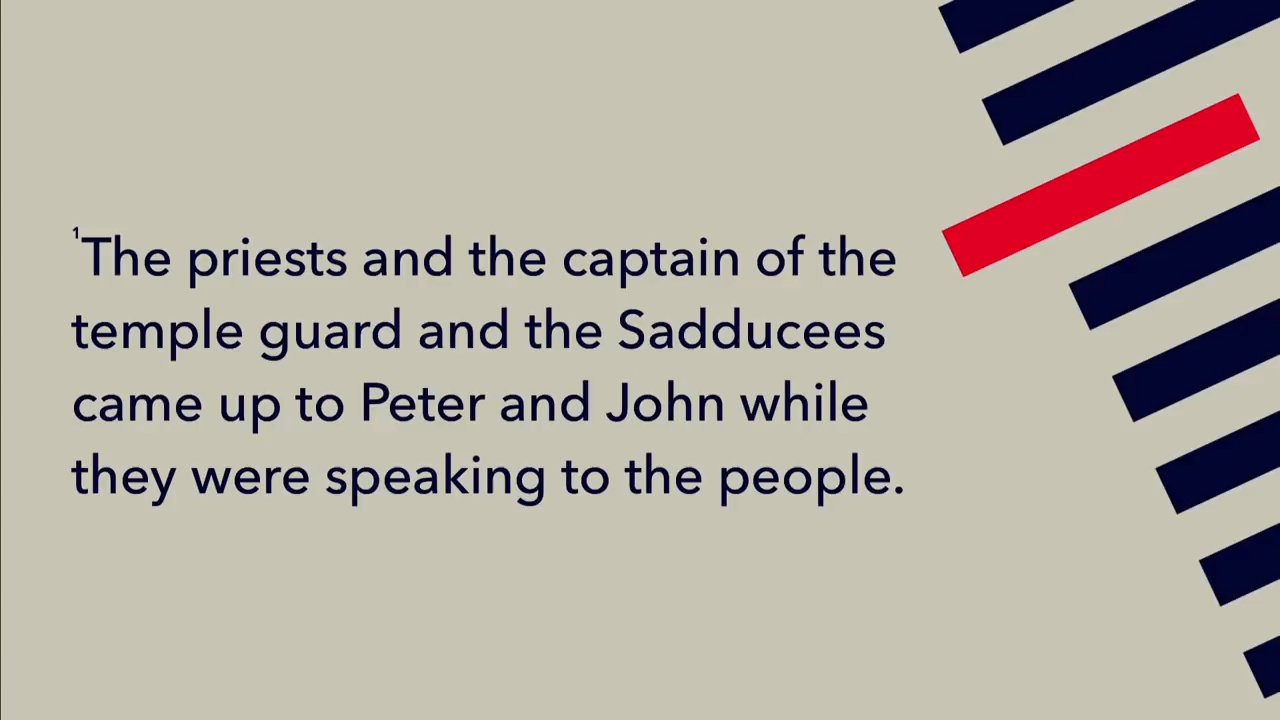 ¹The priests and the captain of the
temple guard and the Sadducees
came up to Peter and John while
they were speaking to the people.